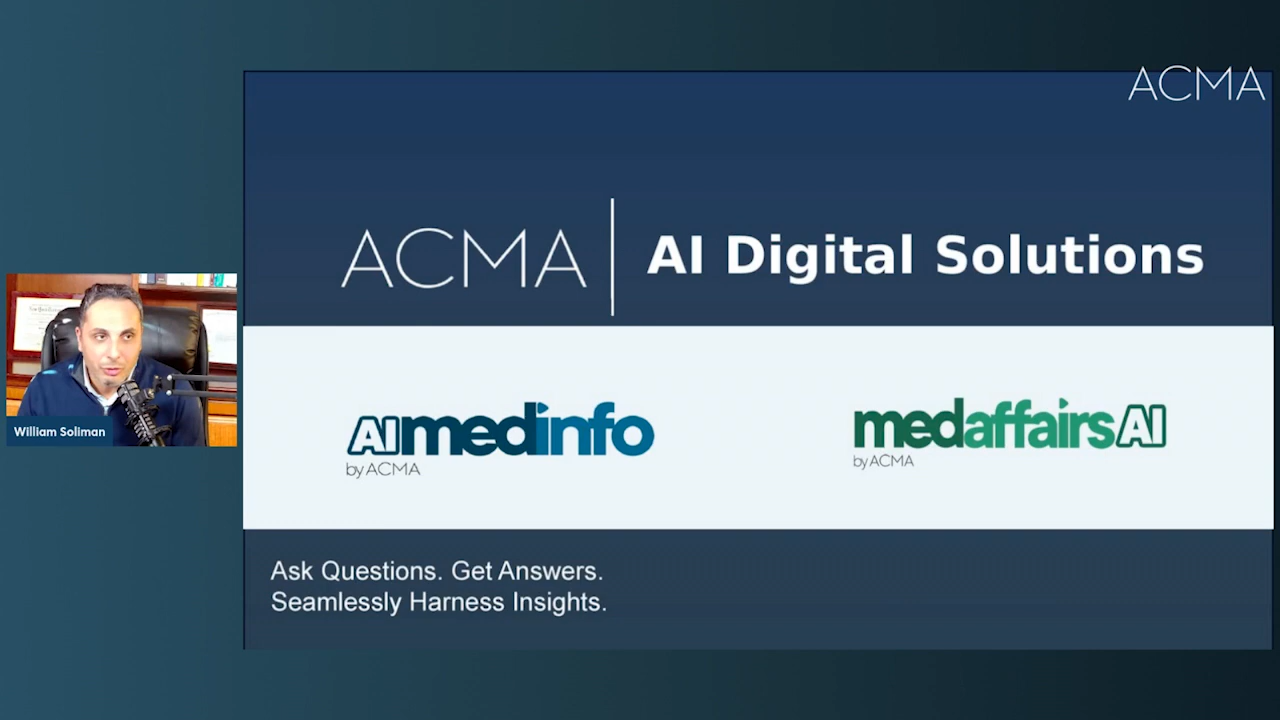 ACMA
ACMA
AI Digital Solutions
AImedinfo
by ACMA
medaffairsAI
by ACMA
William Soliman
Ask Questions. Get Answers.
Seamlessly Harness Insights.